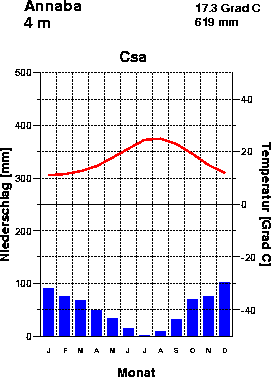 Annaba 17.3 Grad C
4 m 619 mm
Csa
500
400
300
200
100
0
40
20
0
-20
-40
Niederschlag [mm]
Temperatur [Grad C]
J F M A M J J A S O N D
Monat